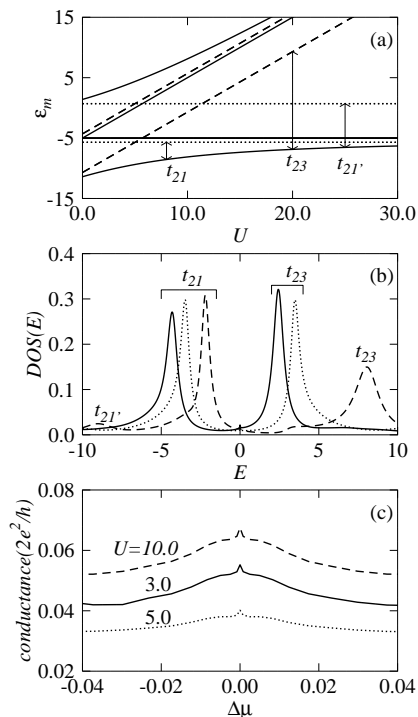 15
(a)
5
ε_m
-5
t_21
t_23
t_21'
-15
0.0 10.0 20.0 30.0
U
0.4
(b)
t_21 t_23
0.3
DOS(E)
0.2
t_23
0.1
t_21'
0.0
-10 -5 0 5 10
E
0.08
(c)
conductance(2e²/h)
U=10.0
0.06
3.0
0.04
5.0
0.02
-0.04 -0.02 0.00 0.02 0.04
Δμ